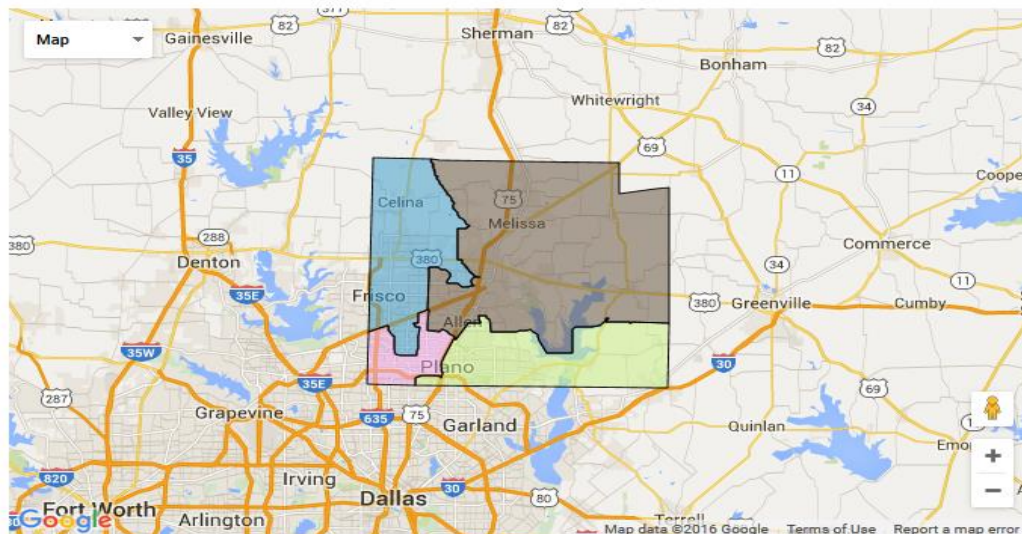 377
82
82
Gainesville
Sherman
Map
82
Bonham
Whitewright
34
Valley View
69
35
11
Celina
75
Melissa
288
380
380
Commerce
Denton
34
11
35E
Frisco
380
Greenville
Cumby
Allen
35W
30
Plano
35E
287
69
Grapevine
635
75
Garland
Quinlan
Irving
820
30
Dallas
80
Fort Worth
Arlington
Google
Terrell
Map data ©2016 Google Terms of Use Report a map error